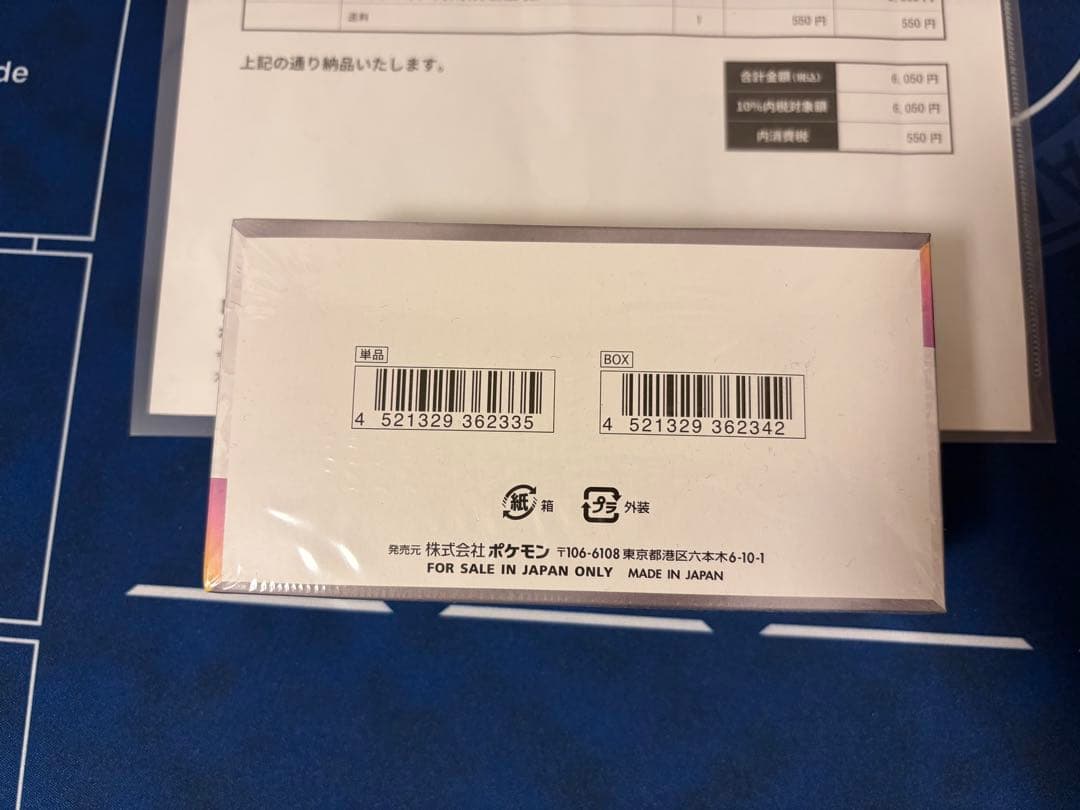 送料 1 550 円 550 円
de
上記の通り納品いたします。
合計金額(税込) 6,050 円
10%内税対象額 6,050 円
内消費税 550 円
単品
BOX
4 521329 362335
4 521329 362342
紙 箱
プラ 外装
発売元 株式会社ポケモン 〒106-6108 東京都港区六本木6-10-1
FOR SALE IN JAPAN ONLY MADE IN JAPAN